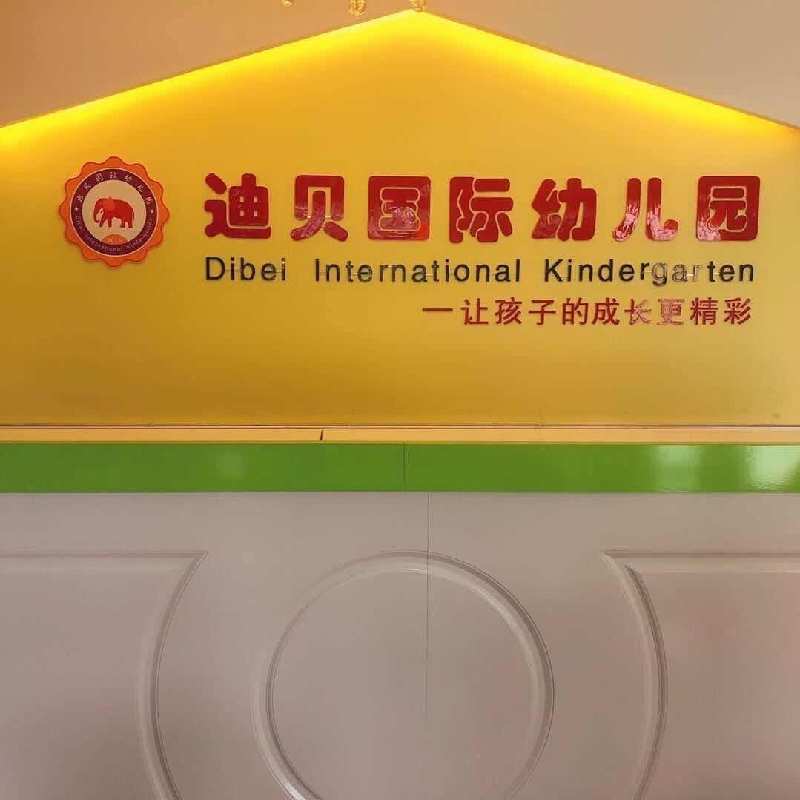 迪贝国际幼儿园
Dibei International Kindergarten
一让孩子的成长更精彩